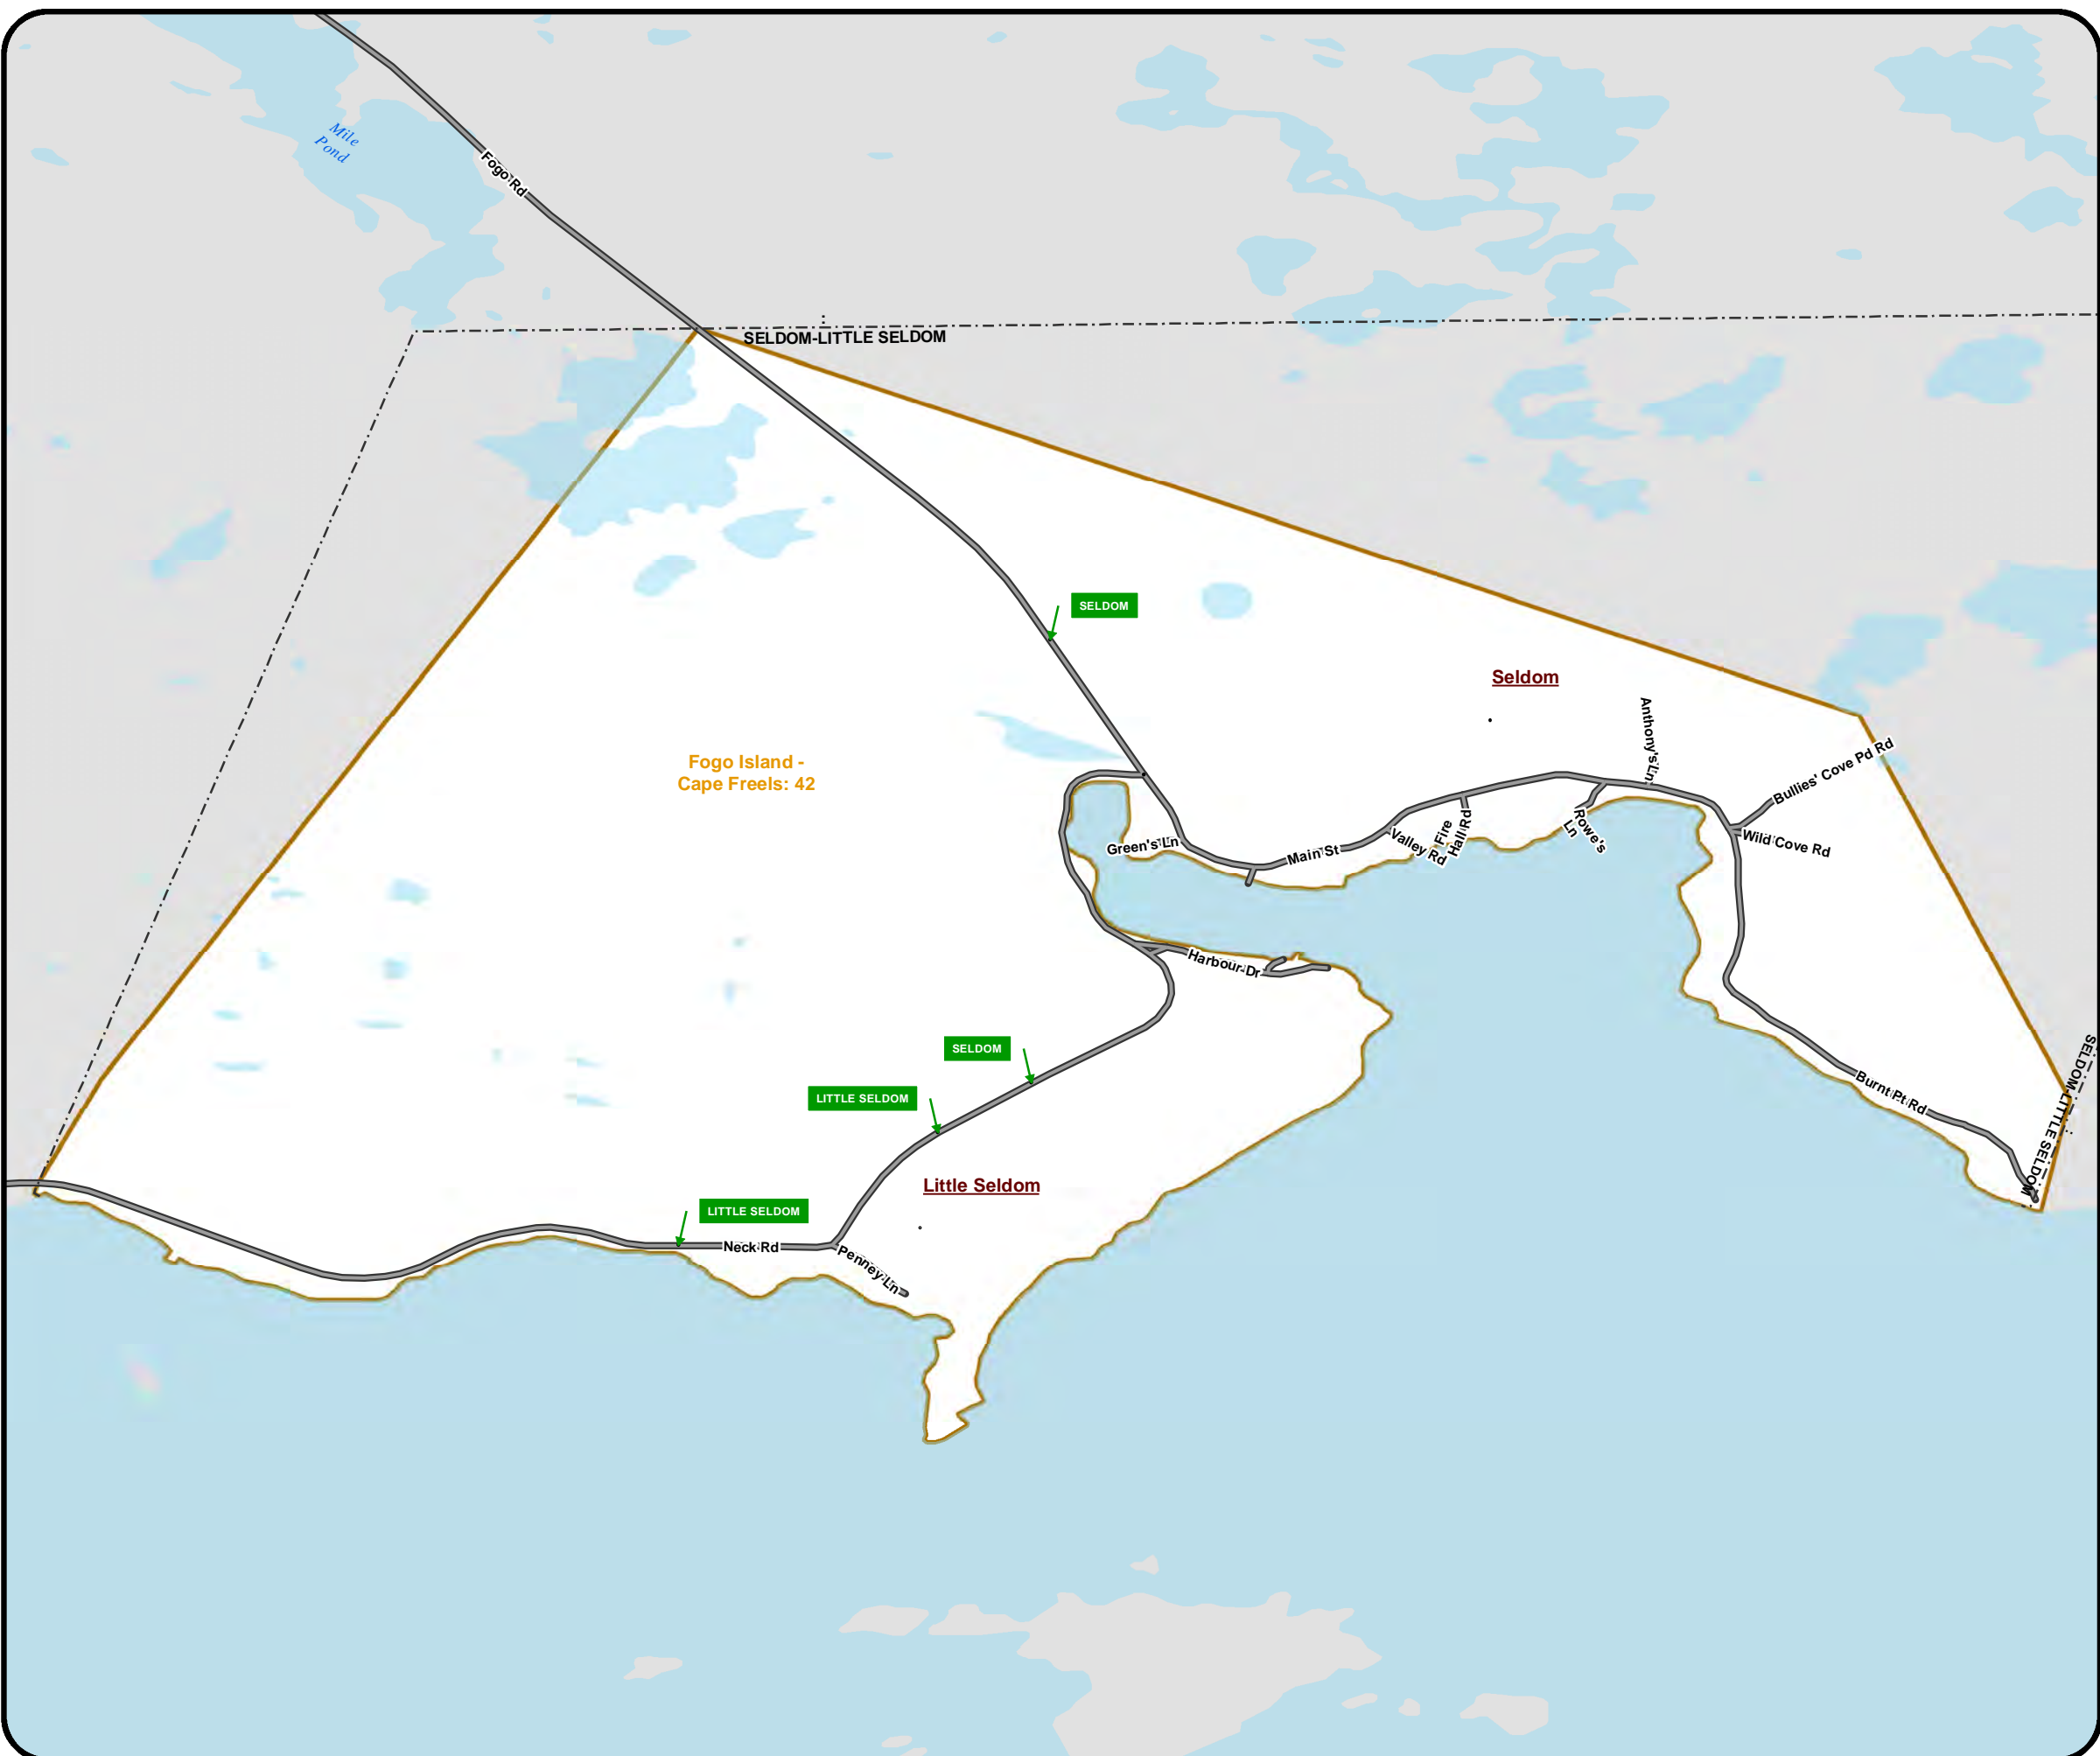 Mile
Pond
Fogo Rd
SELDOM-LITTLE SELDOM
SELDOM
Seldom
Anthony's Ln
Bullies' Cove Pd Rd
Fogo Island -
Cape Freels: 42
Green's Ln
Main St
Valley Rd
Fire
Hall Rd
Rowe's
Ln
Wild Cove Rd
Harbour Dr
SELDOM
LITTLE SELDOM
Burnt Pt Rd
SELDOM-LITTLE SELDOM
Little Seldom
LITTLE SELDOM
Neck Rd
Penney Ln